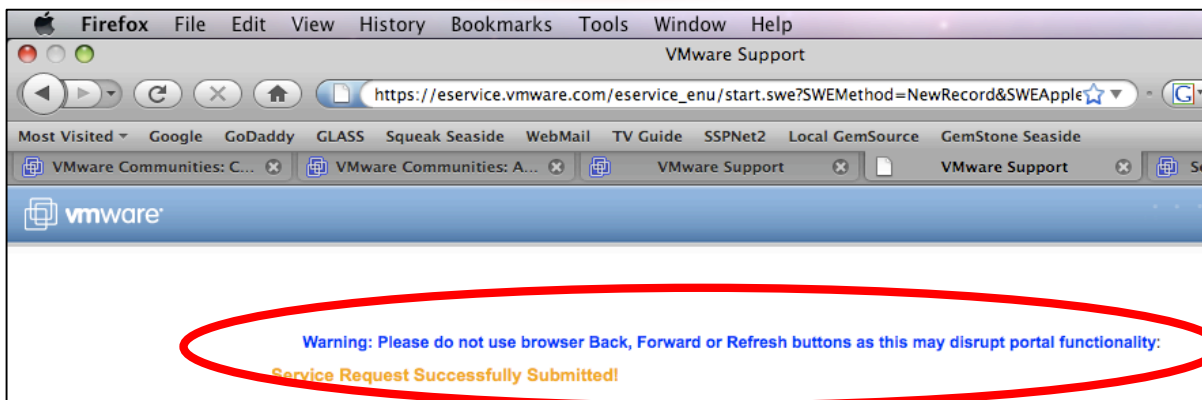 Firefox File Edit View History Bookmarks Tools Window Help
VMware Support
https://eservice.vmware.com/eservice_enu/start.swe?SWEMethod=NewRecord&SWEApple
Most Visited Google GoDaddy GLASS Squeak Seaside WebMail TV Guide SSPNet2 Local GemSource GemStone Seaside
VMware Communities: C... VMware Communities: A... VMware Support VMware Support
vmware
Warning: Please do not use browser Back, Forward or Refresh buttons as this may disrupt portal functionality:
Service Request Successfully Submitted!